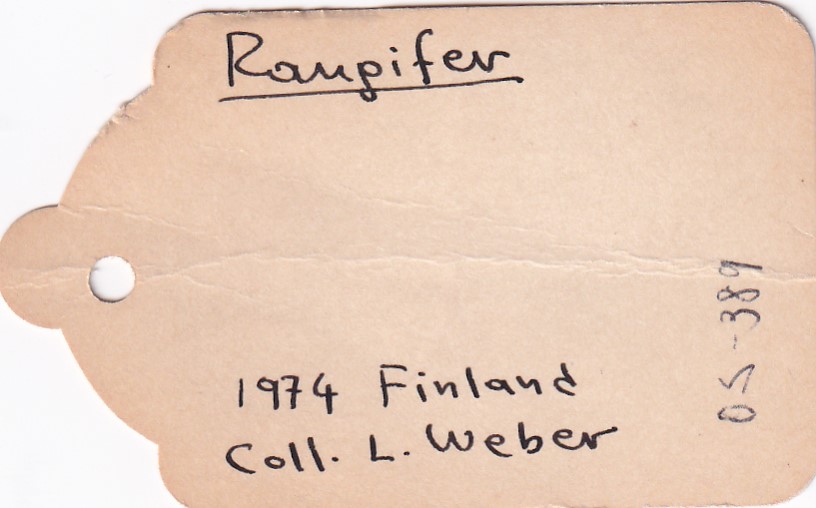 Rangifer
1974 Finland
Coll. L. Weber
05-389